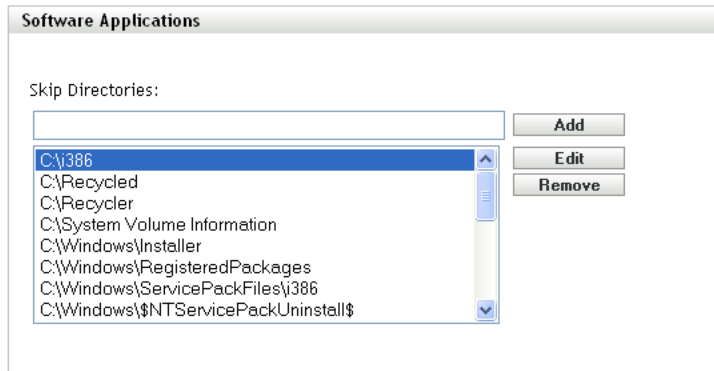 Software Applications
Skip Directories:
Add
C:\i386
Edit
C:\Recycled
Remove
C:\Recycler
C:\System Volume Information
C:\Windows\Installer
C:\Windows\RegisteredPackages
C:\Windows\ServicePackFiles\i386
C:\Windows\$NTServicePackUninstall$